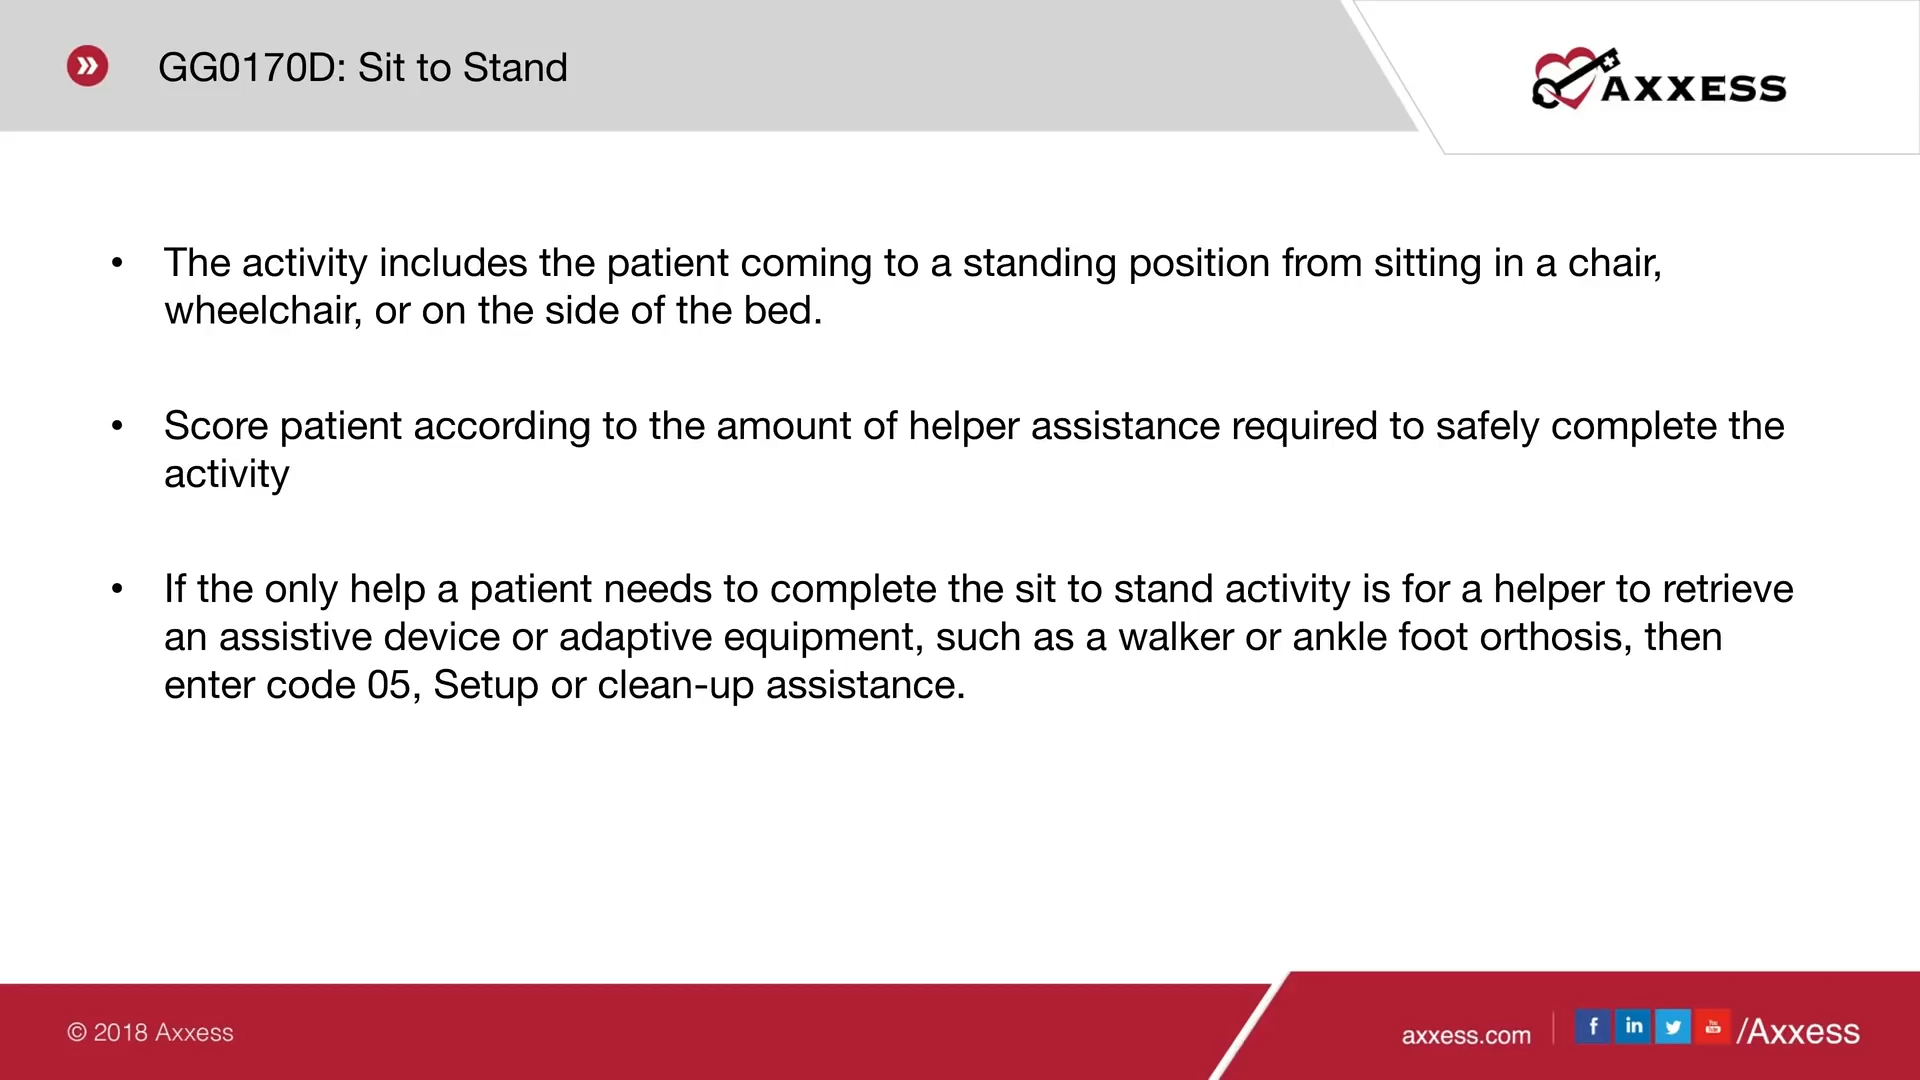 GG0170D: Sit to Stand
AXXESS
• The activity includes the patient coming to a standing position from sitting in a chair,
wheelchair, or on the side of the bed.
• Score patient according to the amount of helper assistance required to safely complete the
activity
• If the only help a patient needs to complete the sit to stand activity is for a helper to retrieve
an assistive device or adaptive equipment, such as a walker or ankle foot orthosis, then
enter code 05, Setup or clean-up assistance.
© 2018 Axxess
axxess.com
f in You Tube /Axxess